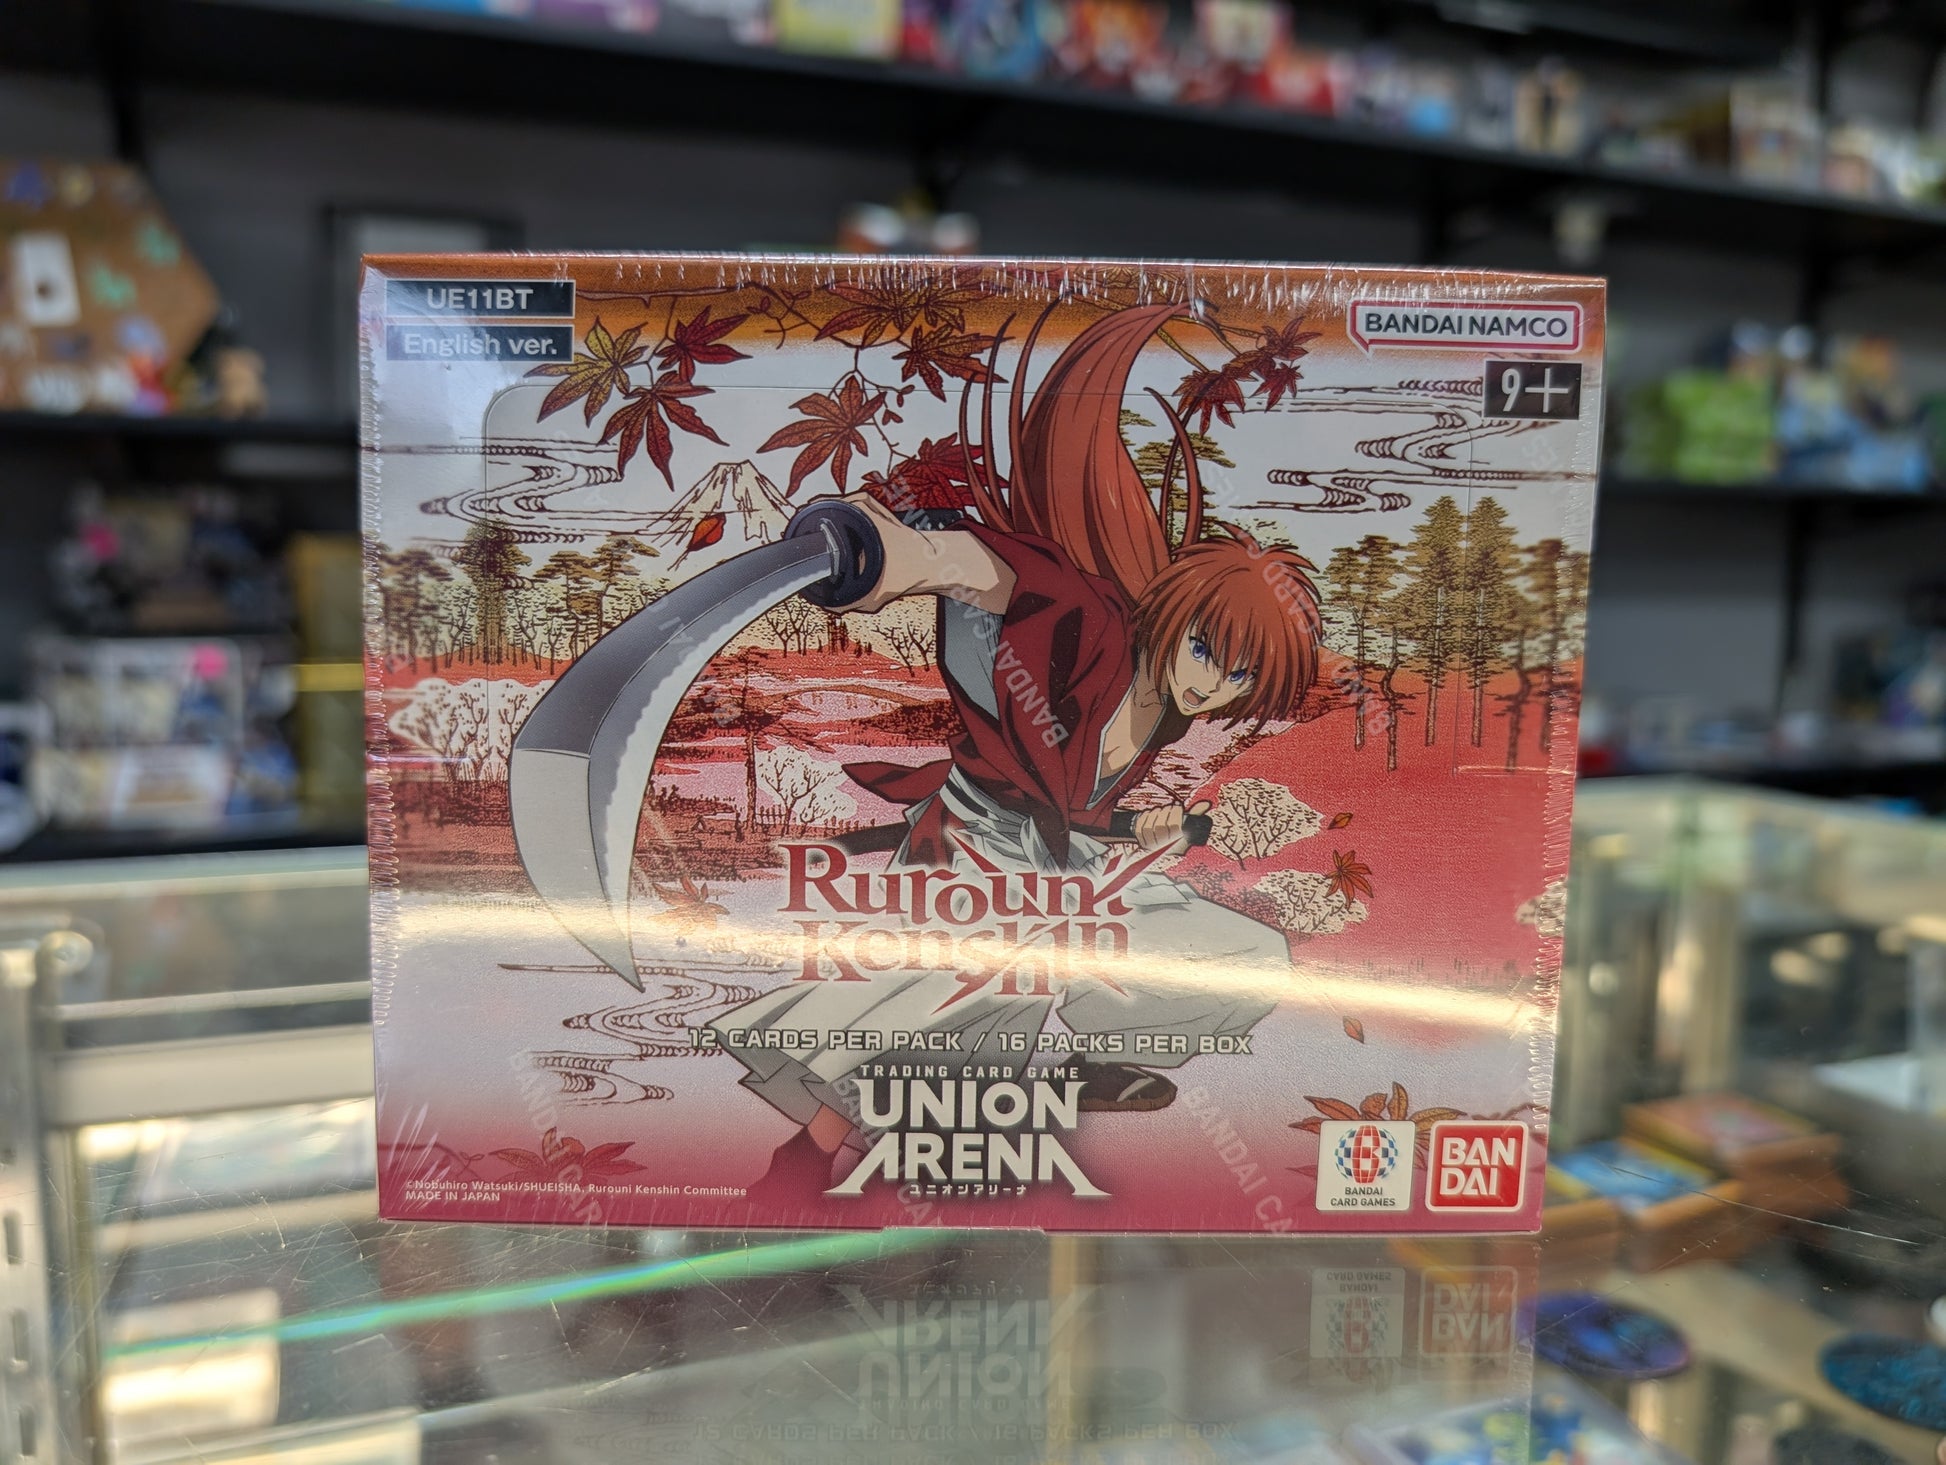 UE11BT
English ver.
BANDAI NAMCO
9+
Rurouni
Kenshin
12 CARDS PER PACK / 16 PACKS PER BOX
TRADING CARD GAME
UNION
ARENA
ユニオンアリーナ
©Nobuhiro Watsuki/SHUEISHA, Rurouni Kenshin Committee
MADE IN JAPAN
BANDAI
CARD GAMES
BAN
DAI